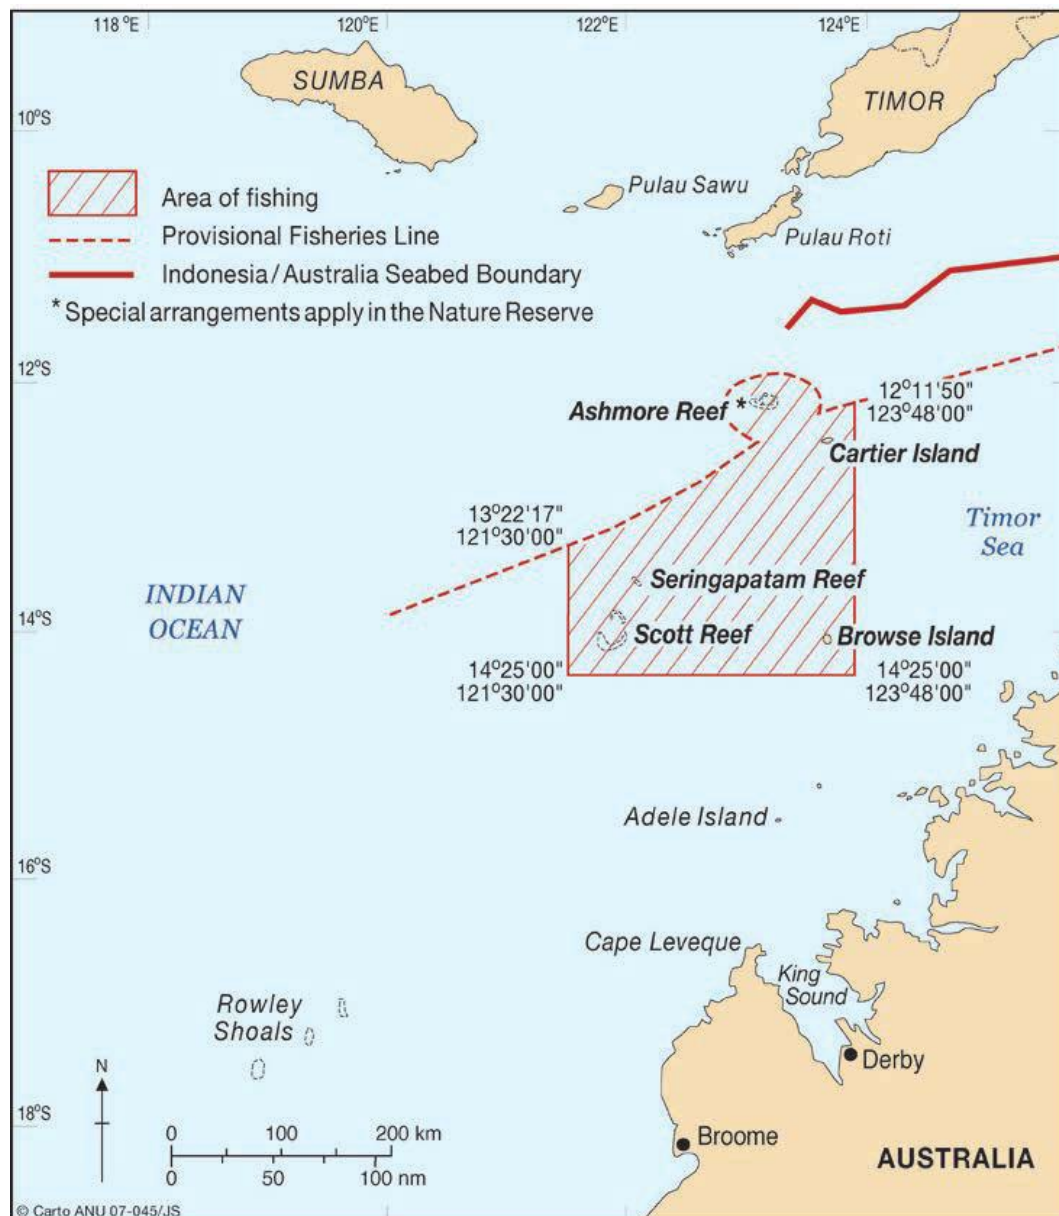 118 °E
120°E
122°E
124°E
SUMBA
TIMOR
10°S
Pulau Sawu
Pulau Roti
Area of fishing
Provisional Fisheries Line
Indonesia/Australia Seabed Boundary
* Special arrangements apply in the Nature Reserve
12°S
Ashmore Reef *
12°11'50"
123°48'00"
Cartier Island
13°22'17"
121°30'00"
Timor
Sea
Seringapatam Reef
INDIAN
OCEAN
14°S
Scott Reef
Browse Island
14°25'00"
121°30'00"
14°25'00"
123°48'00"
Adele Island
16°S
Cape Leveque
King
Sound
Rowley
Shoals
N
Derby
18°S
0 100 200 km
0 50 100 nm
Broome
AUSTRALIA
© Carto ANU 07-045/JS